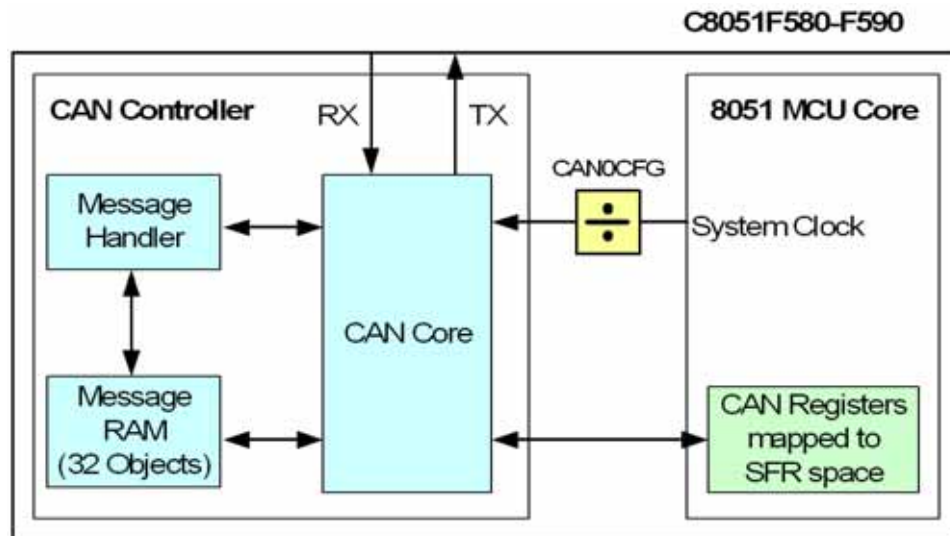 C8051F580-F590
CAN Controller
RX
TX
8051 MCU Core
CAN0CFG
Message
Handler
System Clock
CAN Core
Message
RAM
(32 Objects)
CAN Registers
mapped to
SFR space